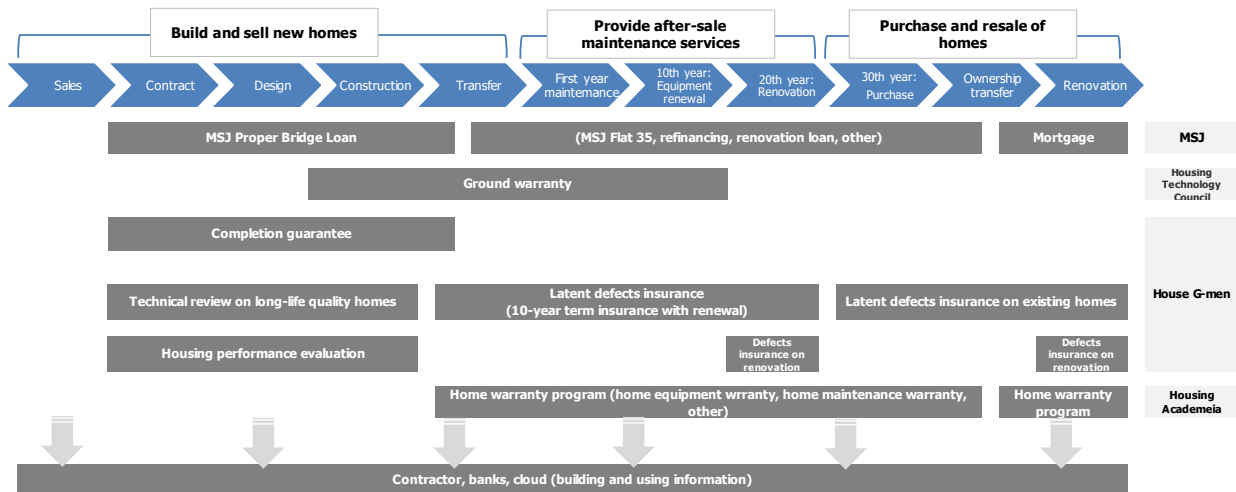 Build and sell new homes
Provide after-sale
maintenance services
Purchase and resale of
homes
Sales
Contract
Design
Construction
Transfer
First year
maintemance
10th year:
Equipment
renewal
20th year:
Renovation
30th year:
Purchase
Ownership
transfer
Renovation
MSJ Proper Bridge Loan
(MSJ Flat 35, refinancing, renovation loan, other)
Mortgage
MSJ
Ground warranty
Housing
Technology
Council
Completion guarantee
Technical review on long-life quality homes
Latent defects insurance
(10-year term insurance with renewal)
Latent defects insurance on existing homes
House G-men
Housing performance evaluation
Defects
insurance on
renovation
Defects
insurance on
renovation
Home warranty program (home equipment wrranty, home maintenance warranty,
other)
Home warranty
program
Housing
Academeia
Contractor, banks, cloud (building and using information)